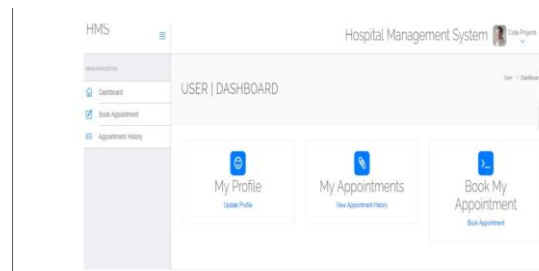 HMS
Hospital Management System
Code Projects
MAIN NAVIGATION
Dashboard
Book Appointment
Appointment History
USER | DASHBOARD
User / Dashboard
My Profile
Update Profile
My Appointments
View Appointment History
Book My
Appointment
Book Appointment